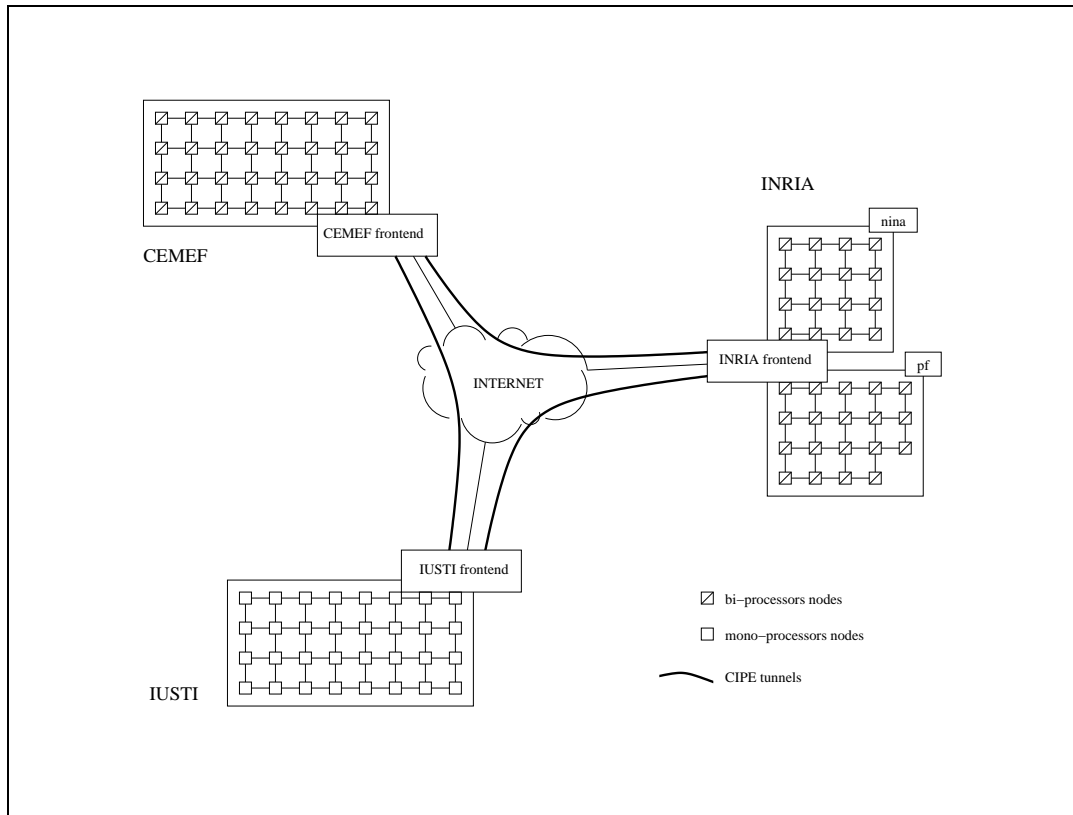 INRIA
nina
CEMEF frontend
CEMEF
INRIA frontend
pf
INTERNET
IUSTI frontend
bi-processors nodes
mono-processors nodes
CIPE tunnels
IUSTI